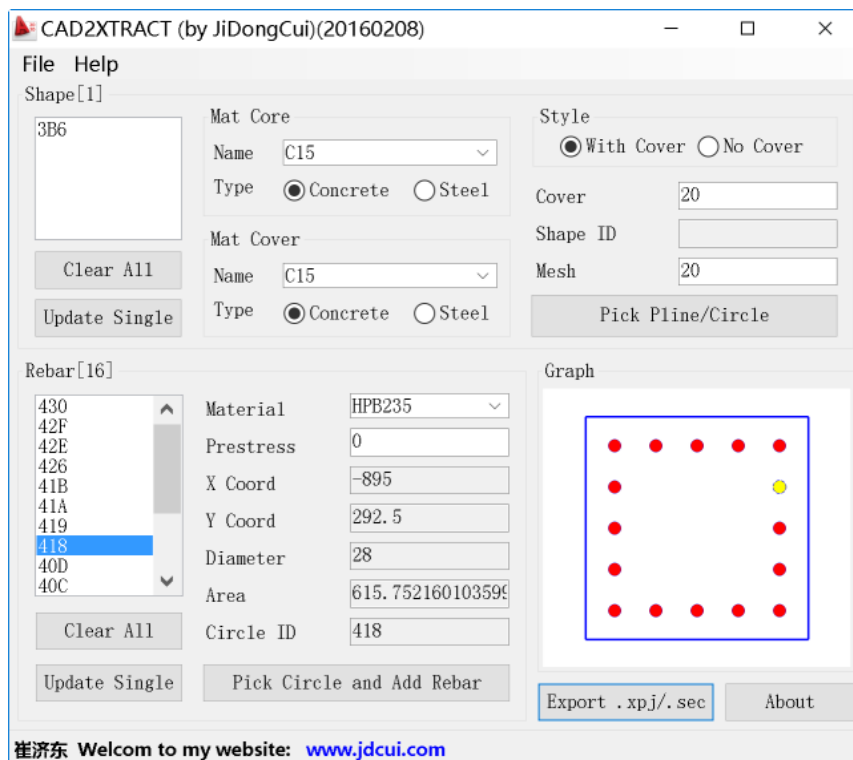 CAD2XTRACT (by JiDongCui)(20160208)
File Help
Shape[1]
3B6
Clear All
Update Single
Mat Core
Name C15
Type Concrete Steel
Mat Cover
Name C15
Type Concrete Steel
Style
With Cover No Cover
Cover 20
Shape ID
Mesh 20
Pick Pline/Circle
Rebar[16]
430
42F
42E
426
41B
41A
419
418
40D
40C
Clear All
Update Single
Material HPB235
Prestress 0
X Coord -895
Y Coord 292.5
Diameter 28
Area 615.752160103599
Circle ID 418
Pick Circle and Add Rebar
Graph
Export .xpj/.sec
About
崔济东 Welcom to my website: www.jdcui.com